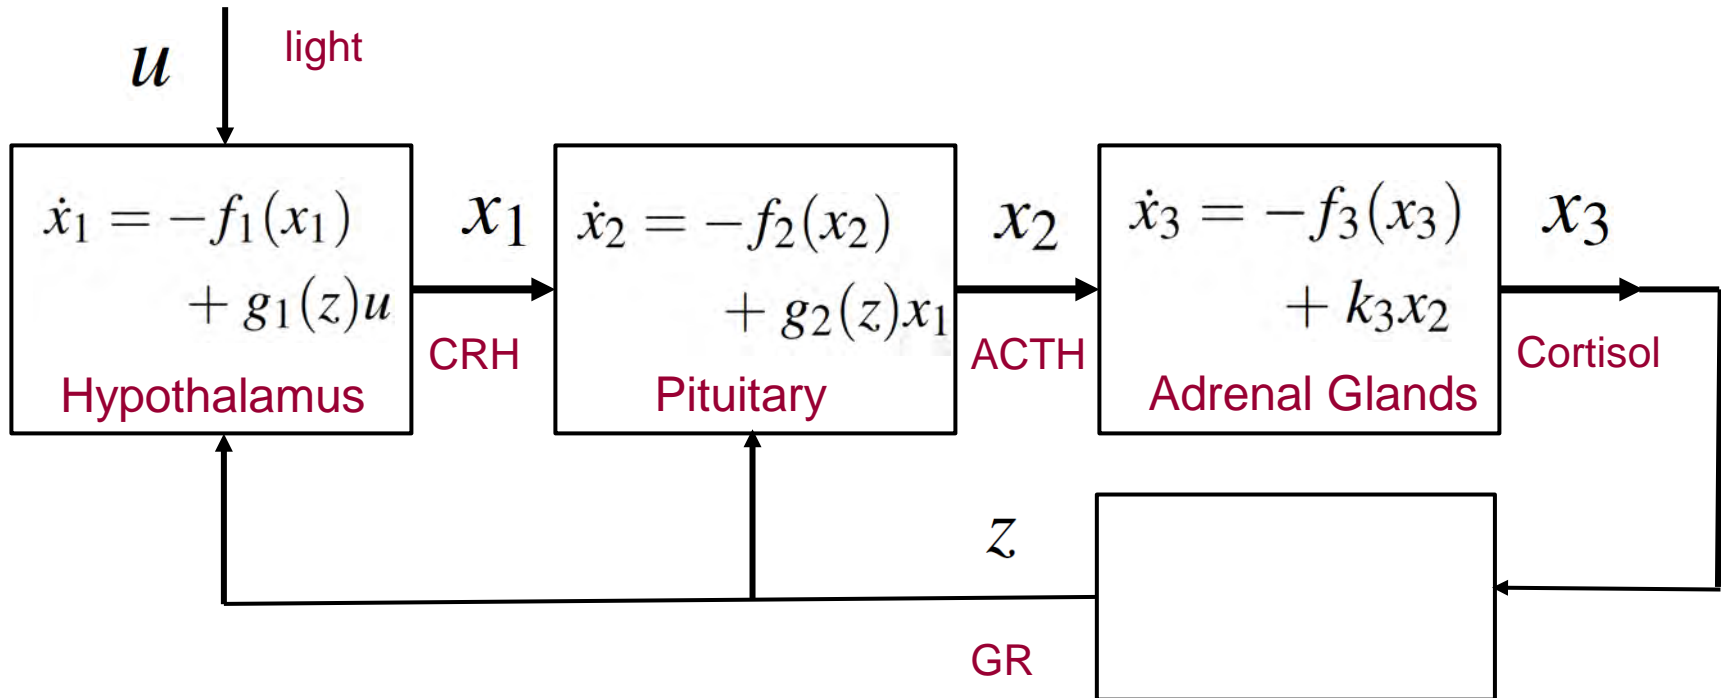 u
light
ẋ₁ = −f₁(x₁)
+ g₁(z)u
Hypothalamus
x₁
CRH
ẋ₂ = −f₂(x₂)
+ g₂(z)x₁
Pituitary
x₂
ACTH
ẋ₃ = −f₃(x₃)
+ k₃x₂
Adrenal Glands
x₃
Cortisol
z
GR